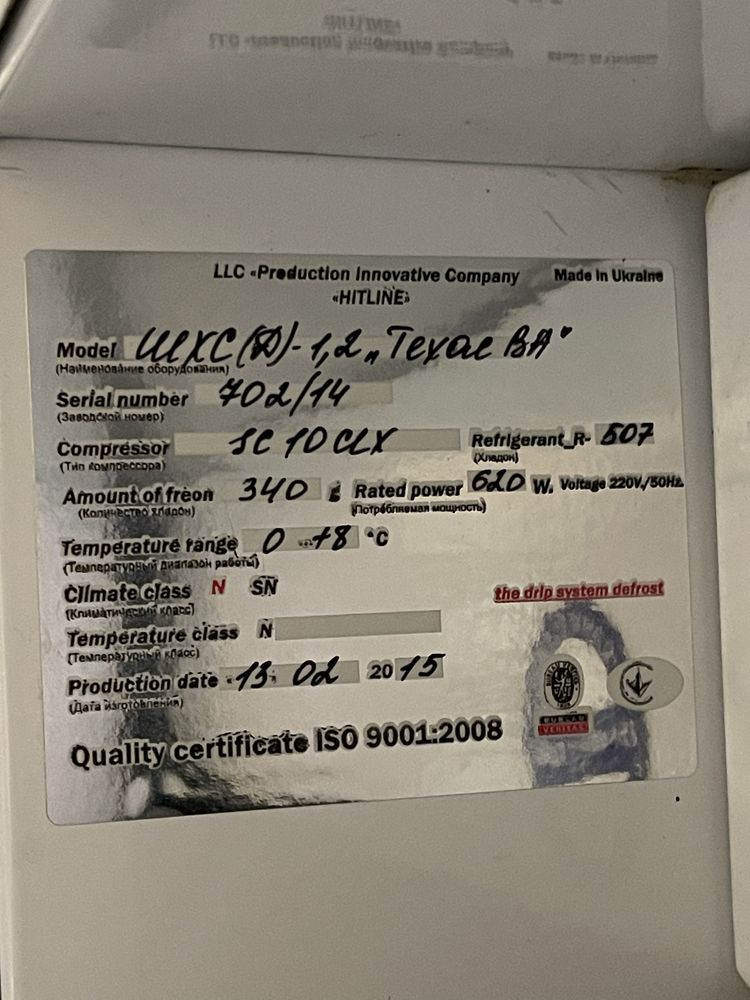 LLC «Production Innovative Company Made in Ukraine
«HITLINE»
Model ШХС(Д)-1,2 „Техас ВА"
(Наименование оборудования)
Serial number 702/14
(Заводской номер)
Compressor SC 10 CLX Refrigerant_R- 507
(Тип компрессора) (Хладон)
Amount of freon 340 g Rated power 620 W. Voltage 220V./50Hz.
(Количество хладон) (Потребляемая мощность)
Temperature range 0 ...+8 °C
(Температурный диапазон работы)
Climate class N SN the drip system defrost
(Климатический класс)
Temperature class N
(Температурный класс)
Production date «13» 02 2015
(Дата изготовления)
Quality certificate ISO 9001:2008
BUREAU
VERITAS